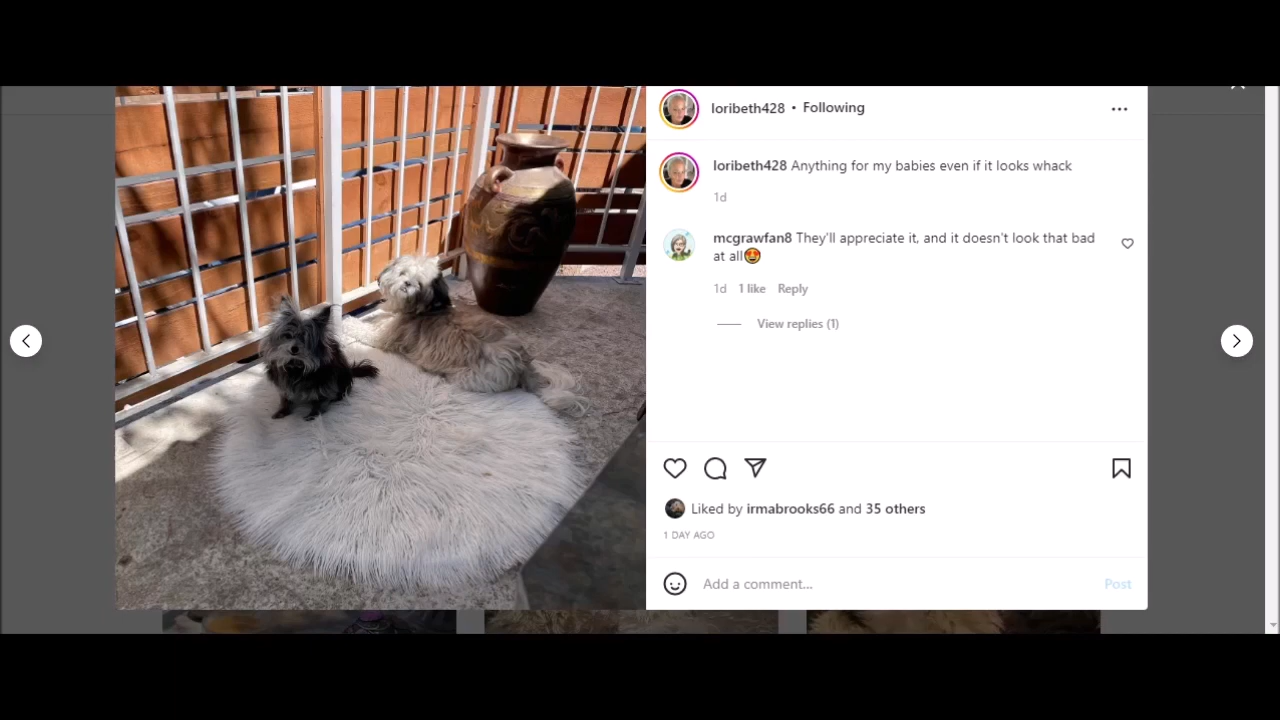 loribeth428 • Following
loribeth428 Anything for my babies even if it looks whack
1d
mcgrawfan8 They'll appreciate it, and it doesn't look that bad
at all😍
1d 1 like Reply
View replies (1)
Liked by irmabrooks66 and 35 others
1 DAY AGO
Add a comment... Post